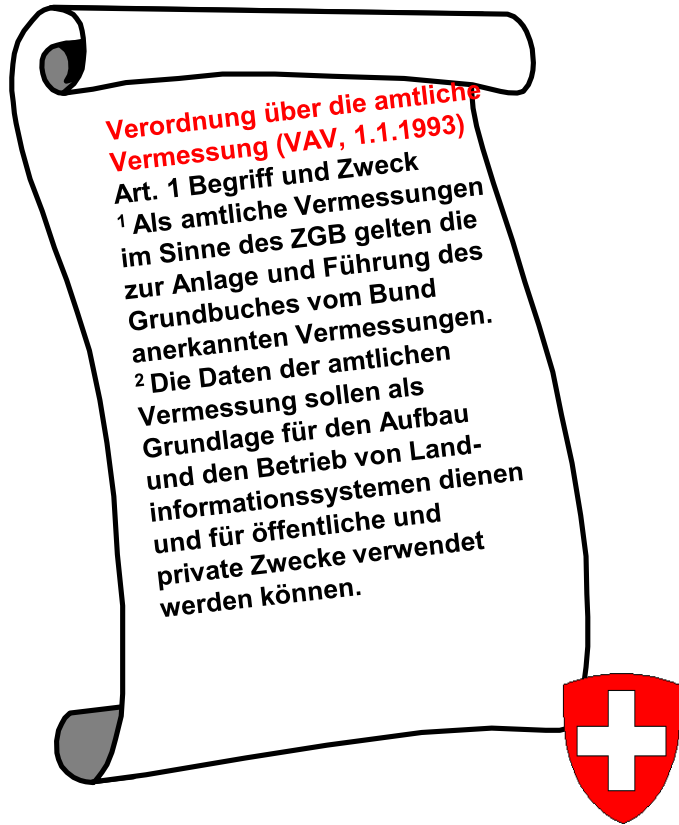 Verordnung über die amtliche
Vermessung (VAV, 1.1.1993)
Art. 1 Begriff und Zweck
¹ Als amtliche Vermessungen
im Sinne des ZGB gelten die
zur Anlage und Führung des
Grundbuches vom Bund
anerkannten Vermessungen.
² Die Daten der amtlichen
Vermessung sollen als
Grundlage für den Aufbau
und den Betrieb von Land-
informationssystemen dienen
und für öffentliche und
private Zwecke verwendet
werden können.